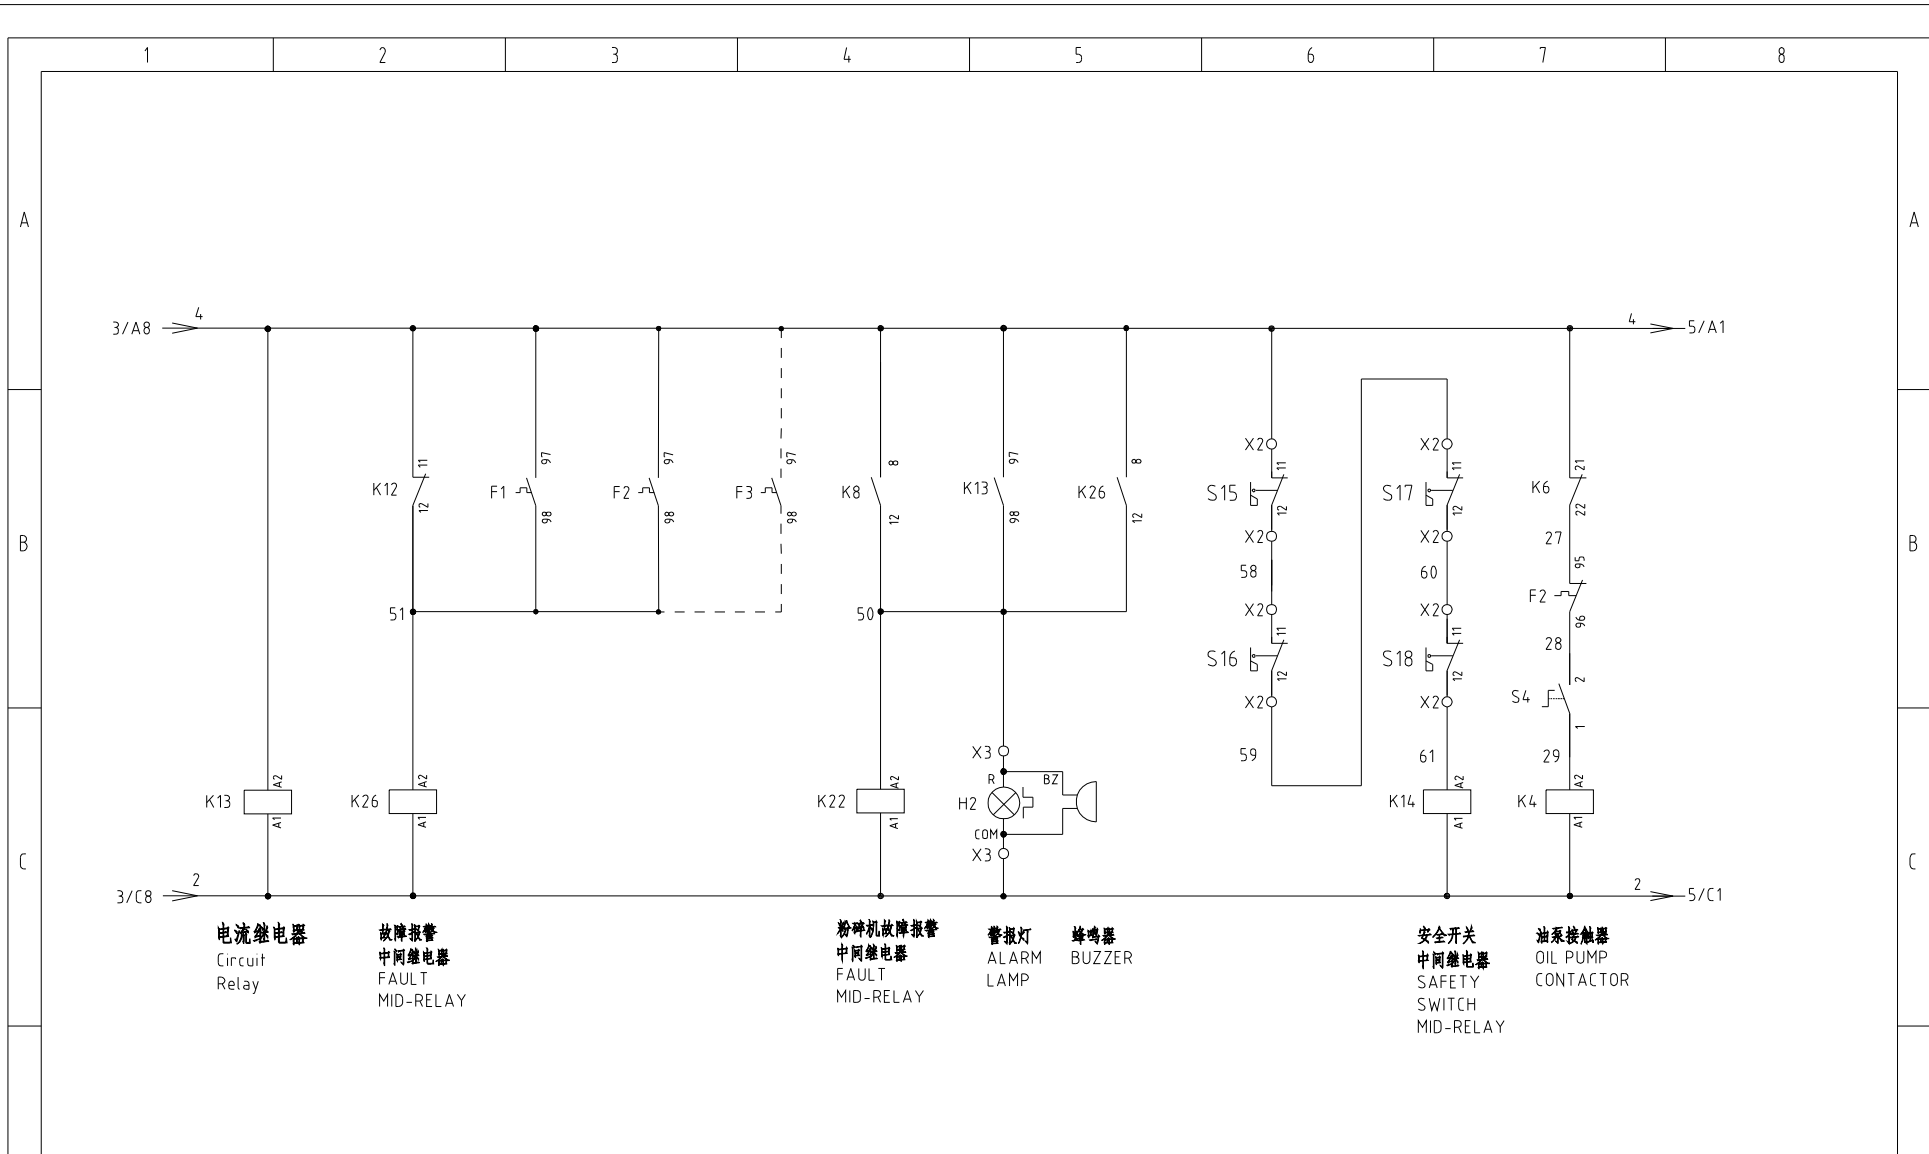 1 2 3 4 5 6 7 8
A A
3/A8 4 4 5/A1
11 97 97 97 8 97 8 X2 X2
K12 F1 F2 F3 K8 K13 K26 S15 11 S17 11 K6 21
12 98 98 98 12 98 12 12 12 22
B X2 X2 27 B
58 60 95
51 50 X2 X2 F2
96
S16 11 S18 11 28
12 12 2
X2 X2 S4
1
X3 59 61 29
A2 A2 A2 R BZ A2 A2
K13 K26 K22 H2 K14 K4
A1 A1 A1 COM A1 A1
C X3 C
3/C8 2 2 5/C1
电流继电器
Circuit
Relay
故障报警
中间继电器
FAULT
MID-RELAY
粉碎机故障报警
中间继电器
FAULT
MID-RELAY
警报灯
ALARM
LAMP
蜂鸣器
BUZZER
安全开关
中间继电器
SAFETY
SWITCH
MID-RELAY
油泵接触器
OIL PUMP
CONTACTOR